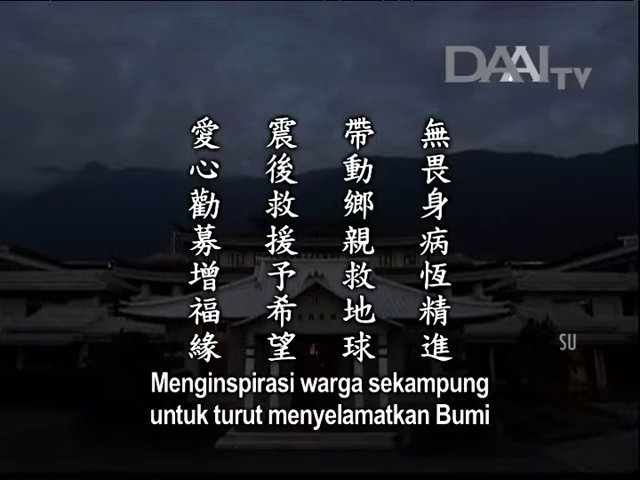 DAAI TV
無畏身病恆精進
帶動鄉親救地球
震後救援予希望
愛心勸募增福緣
SU
Menginspirasi warga sekampung
untuk turut menyelamatkan Bumi